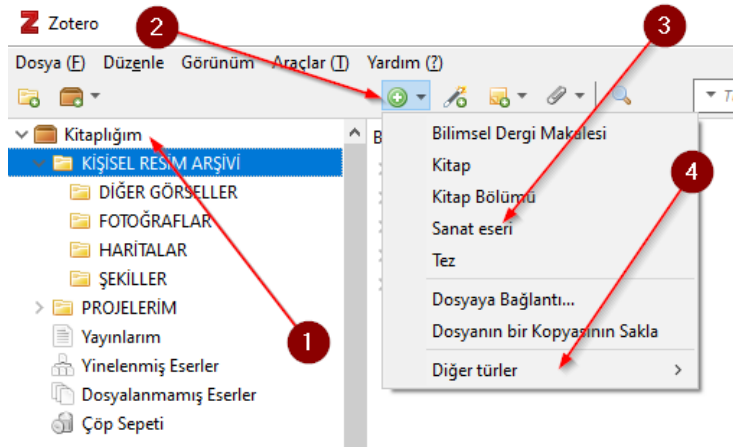 Zotero
2
3
Dosya (F) Düzenle Görünüm Araçlar (T) Yardım (?)
Kitaplığım
KİŞİSEL RESİM ARŞİVİ
DİĞER GÖRSELLER
FOTOĞRAFLAR
HARİTALAR
ŞEKİLLER
PROJELERİM
Yayınlarım
Yinelenmiş Eserler
Dosyalanmamış Eserler
Çöp Sepeti
1
B
Bilimsel Dergi Makalesi
Kitap
4
Kitap Bölümü
Sanat eseri
Tez
Dosyaya Bağlantı...
Dosyanın bir Kopyasının Sakla
Diğer türler